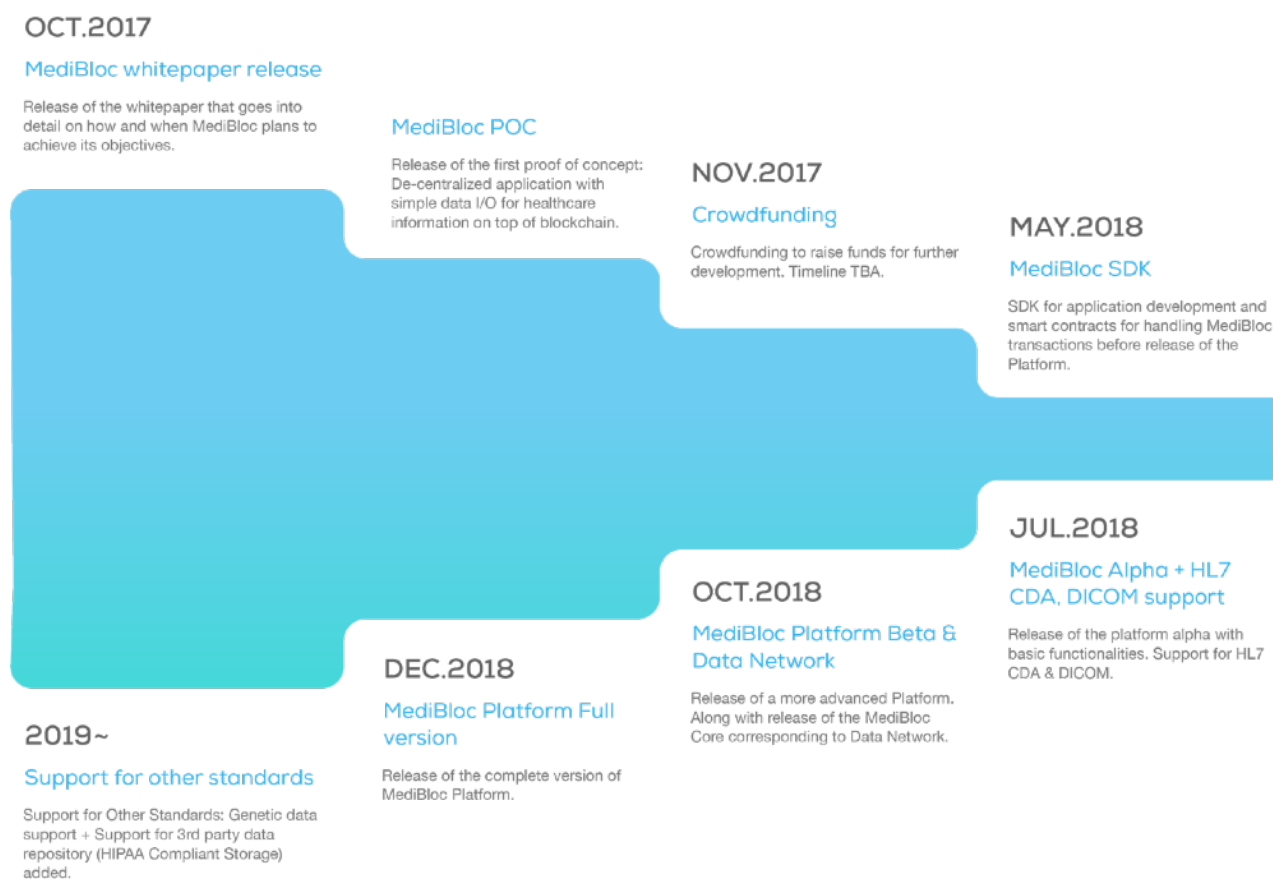 OCT.2017
MediBloc whitepaper release
Release of the whitepaper that goes into
detail on how and when MediBloc plans to
achieve its objectives.
MediBloc POC
Release of the first proof of concept:
De-centralized application with
simple data I/O for healthcare
information on top of blockchain.
NOV.2017
Crowdfunding
Crowdfunding to raise funds for further
development. Timeline TBA.
MAY.2018
MediBloc SDK
SDK for application development and
smart contracts for handling MediBloc
transactions before release of the
Platform.
JUL.2018
MediBloc Alpha + HL7
CDA, DICOM support
Release of the platform alpha with
basic functionalities. Support for HL7
CDA & DICOM.
OCT.2018
MediBloc Platform Beta &
Data Network
Release of a more advanced Platform.
Along with release of the MediBloc
Core corresponding to Data Network.
DEC.2018
MediBloc Platform Full
version
Release of the complete version of
MediBloc Platform.
2019~
Support for other standards
Support for Other Standards: Genetic data
support + Support for 3rd party data
repository (HIPAA Compliant Storage)
added.